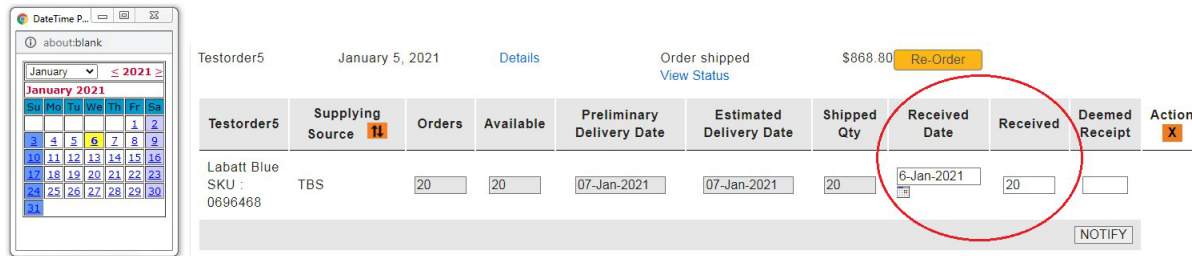 DateTime P...
about:blank
January ≤ 2021 ≥
January 2021
Su Mo Tu We Th Fr Sa
1 2
3 4 5 6 7 8 9
10 11 12 13 14 15 16
17 18 19 20 21 22 23
24 25 26 27 28 29 30
31
Testorder5 January 5, 2021 Details Order shipped $868.80 Re-Order
View Status
Testorder5 Supplying Source Orders Available Preliminary Delivery Date Estimated Delivery Date Shipped Qty Received Date Received Deemed Receipt Action X
Labatt Blue
SKU :
0696468
TBS 20 20 07-Jan-2021 07-Jan-2021 20 6-Jan-2021 20
NOTIFY